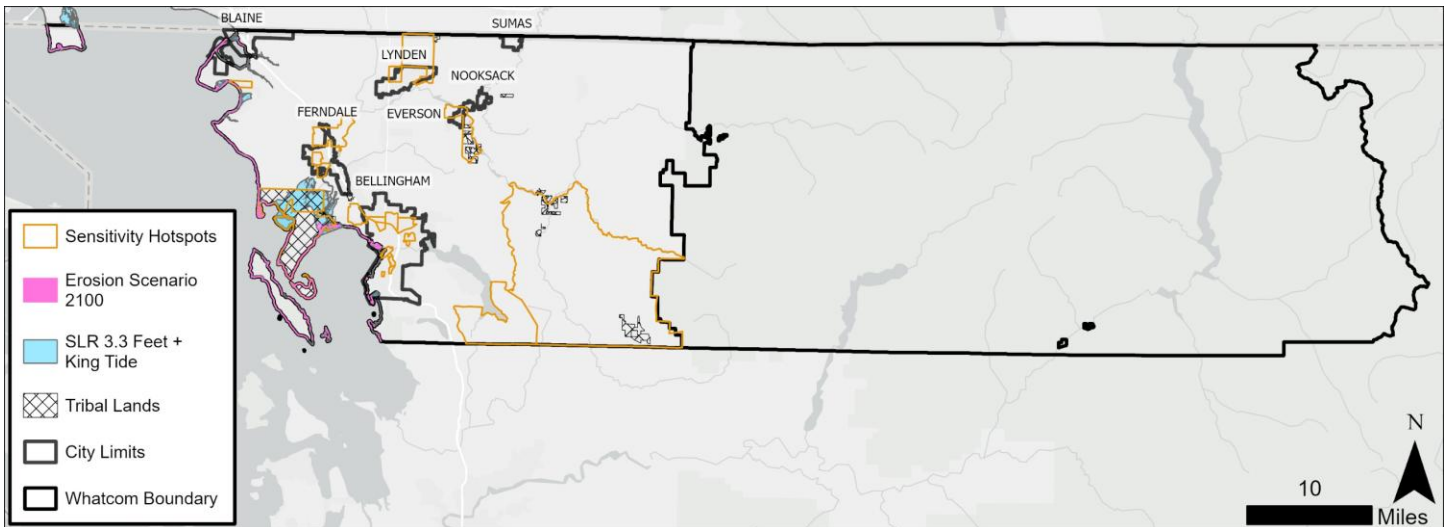 BLAINE
SUMAS
LYNDEN
NOOKSACK
FERNDALE
EVERSON
BELLINGHAM
Sensitivity Hotspots
Erosion Scenario
2100
SLR 3.3 Feet +
King Tide
Tribal Lands
City Limits
Whatcom Boundary
N
10
Miles